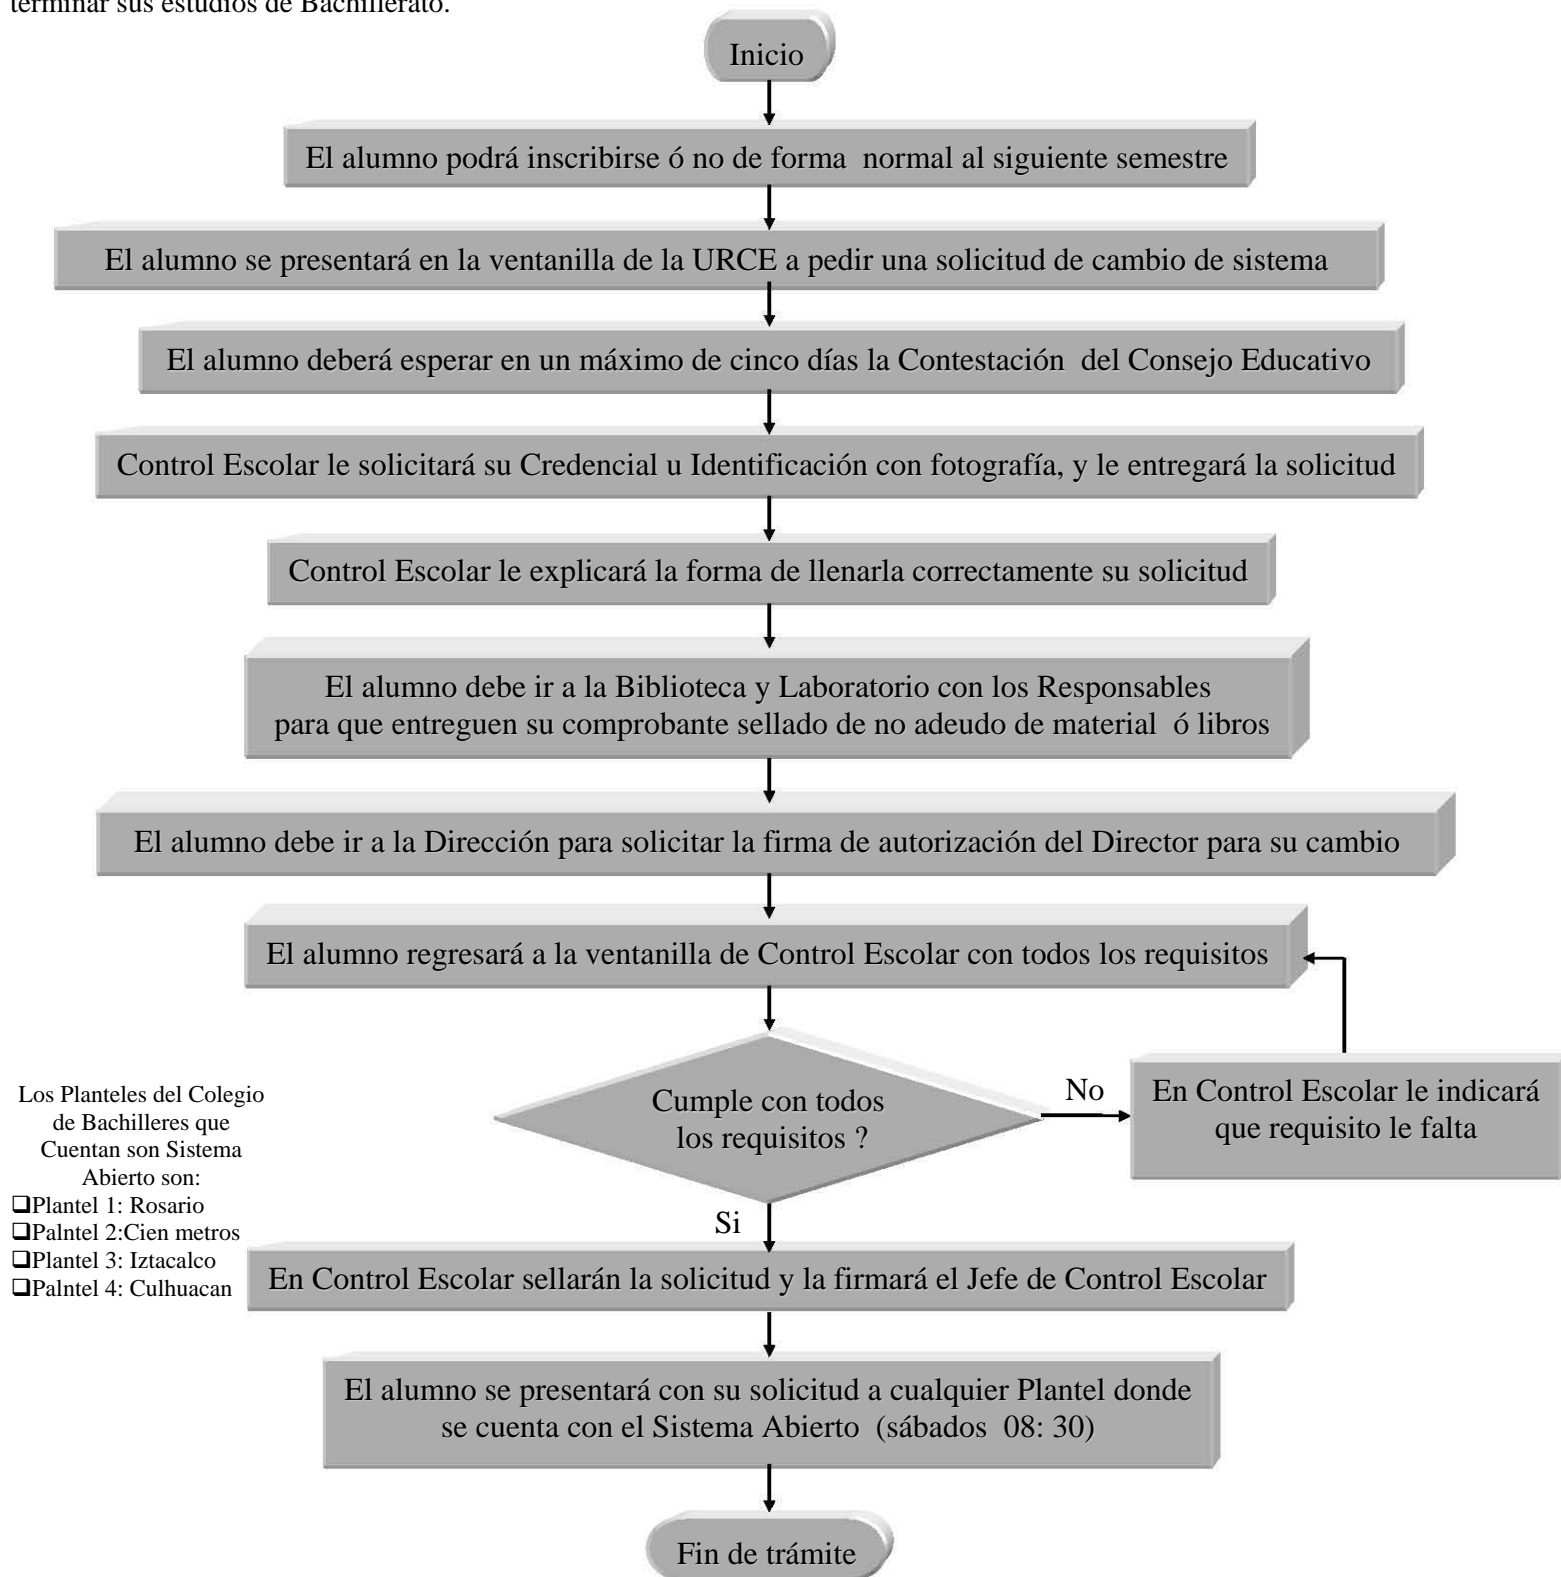 terminar sus estudios de Bachillerato.
Inicio
El alumno podrá inscribirse ó no de forma normal al siguiente semestre
El alumno se presentará en la ventanilla de la URCE a pedir una solicitud de cambio de sistema
El alumno deberá esperar en un máximo de cinco días la Contestación del Consejo Educativo
Control Escolar le solicitará su Credencial u Identificación con fotografía, y le entregará la solicitud
Control Escolar le explicará la forma de llenarla correctamente su solicitud
El alumno debe ir a la Biblioteca y Laboratorio con los Responsables
para que entreguen su comprobante sellado de no adeudo de material ó libros
El alumno debe ir a la Dirección para solicitar la firma de autorización del Director para su cambio
El alumno regresará a la ventanilla de Control Escolar con todos los requisitos
Cumple con todos
los requisitos ?
No
En Control Escolar le indicará
que requisito le falta
Los Planteles del Colegio
de Bachilleres que
Cuentan son Sistema
Abierto son:
❑Plantel 1: Rosario
❑Palntel 2:Cien metros
❑Plantel 3: Iztacalco
❑Palntel 4: Culhuacan
Si
En Control Escolar sellarán la solicitud y la firmará el Jefe de Control Escolar
El alumno se presentará con su solicitud a cualquier Plantel donde
se cuenta con el Sistema Abierto (sábados 08: 30)
Fin de trámite